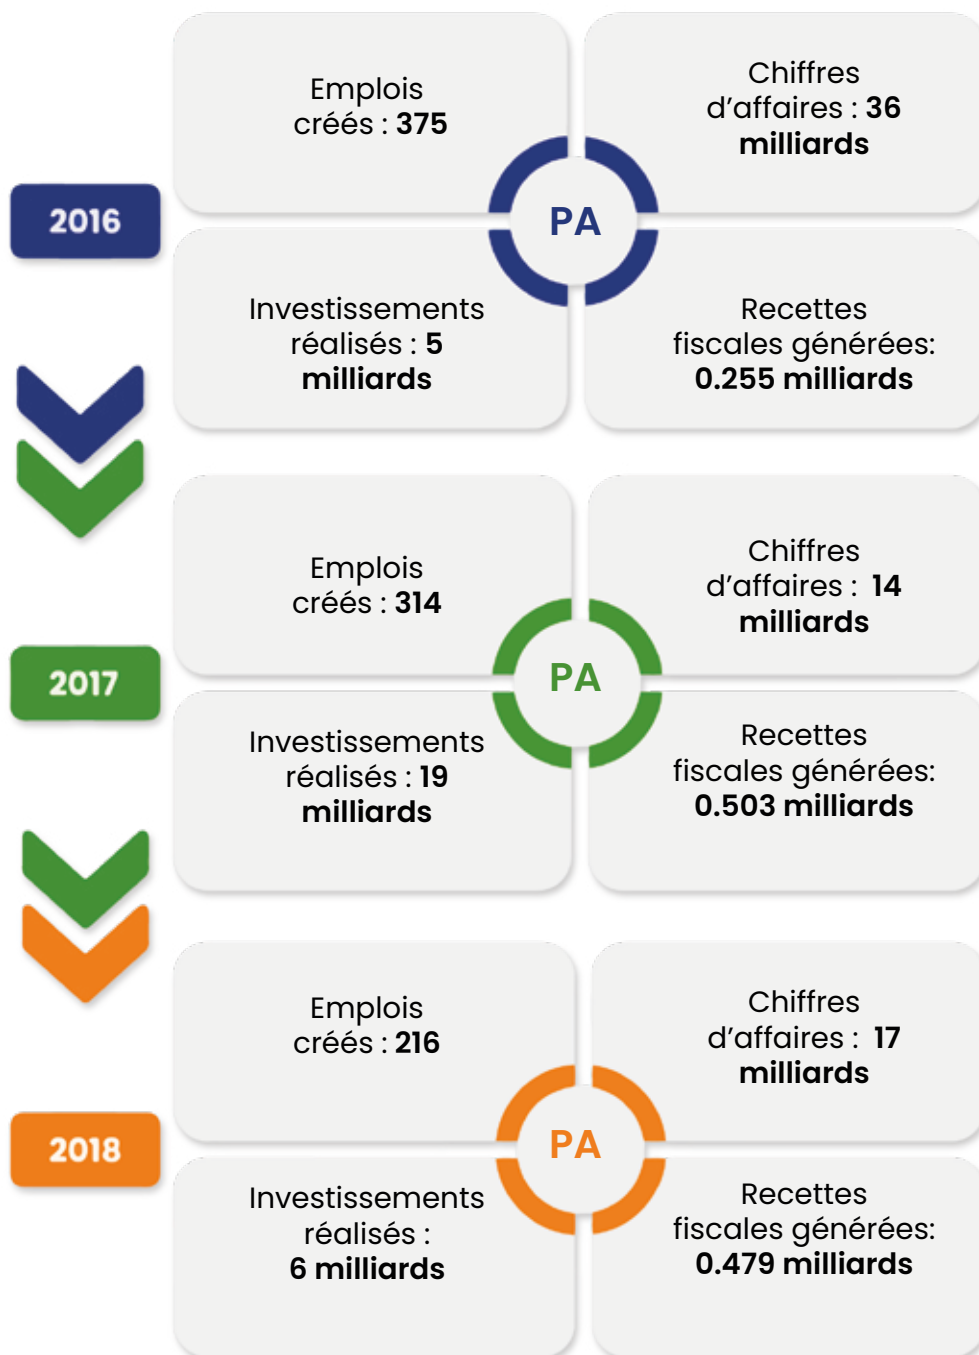 Emplois
créés : 375
Chiffres
d’affaires : 36
milliards
2016
PA
Investissements
réalisés : 5
milliards
Recettes
fiscales générées:
0.255 milliards
Emplois
créés : 314
Chiffres
d’affaires : 14
milliards
2017
PA
Investissements
réalisés : 19
milliards
Recettes
fiscales générées:
0.503 milliards
Emplois
créés : 216
Chiffres
d’affaires : 17
milliards
2018
PA
Investissements
réalisés :
6 milliards
Recettes
fiscales générées:
0.479 milliards